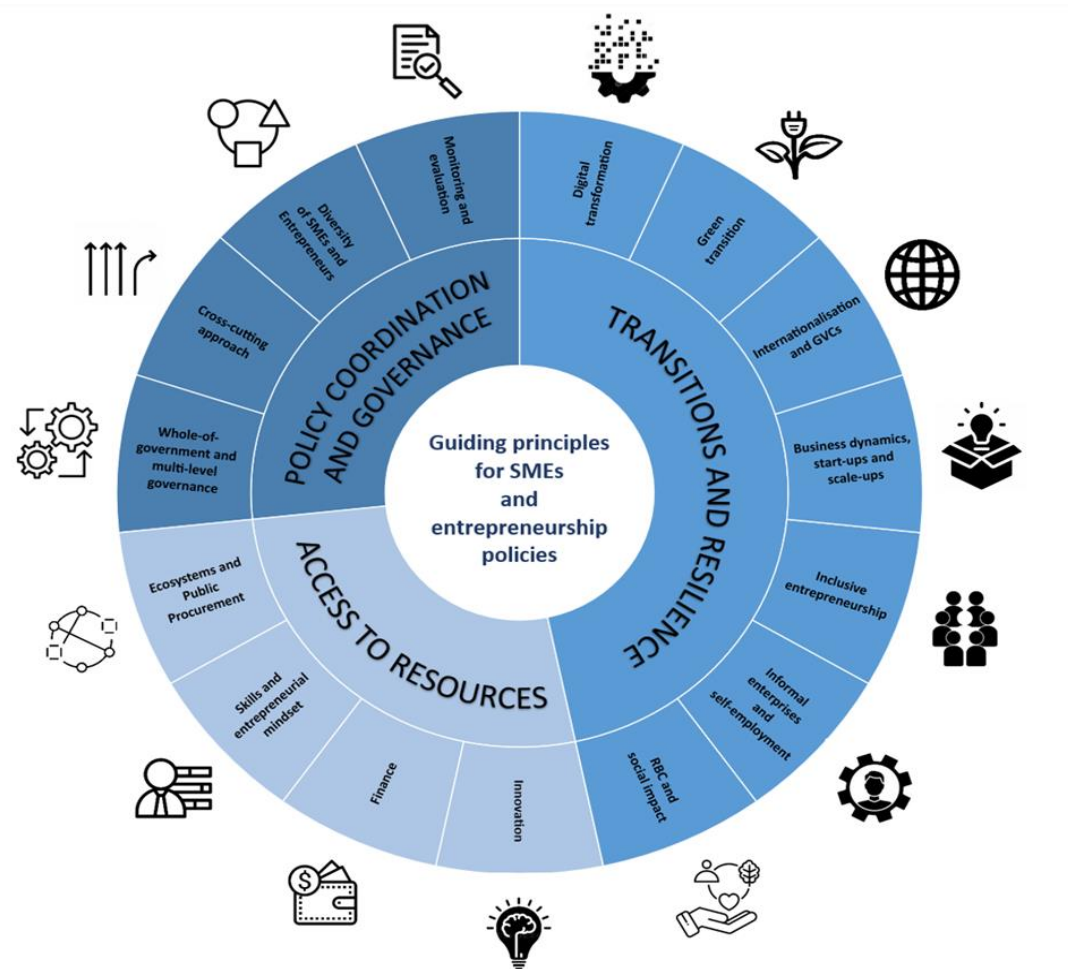 Guiding principles
for SMEs
and
entrepreneurship
policies
POLICY COORDINATION
AND GOVERNANCE
Whole-of-
government and
multi-level
governance
Cross-cutting
approach
Diversity
of SMEs and
Entrepreneurs
Monitoring and
evaluation
TRANSITIONS AND RESILIENCE
Digital
transformation
Green
transition
Internationalisation
and GVCs
Business dynamics,
start-ups and
scale-ups
Inclusive
entrepreneurship
Informal
enterprises
and
self-employment
RBC and
social impact
ACCESS TO RESOURCES
Innovation
Finance
Skills and
entrepreneurial
mindset
Ecosystems and
Public
Procurement
$